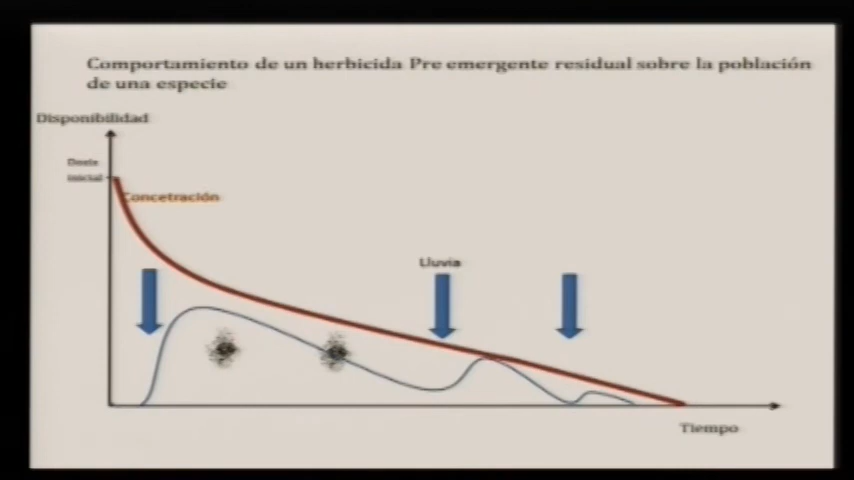 Comportamiento de un herbicida Pre emergente residual sobre la población
de una especie
Disponibilidad
Dosis
inicial
Concetración
Lluvia
Tiempo